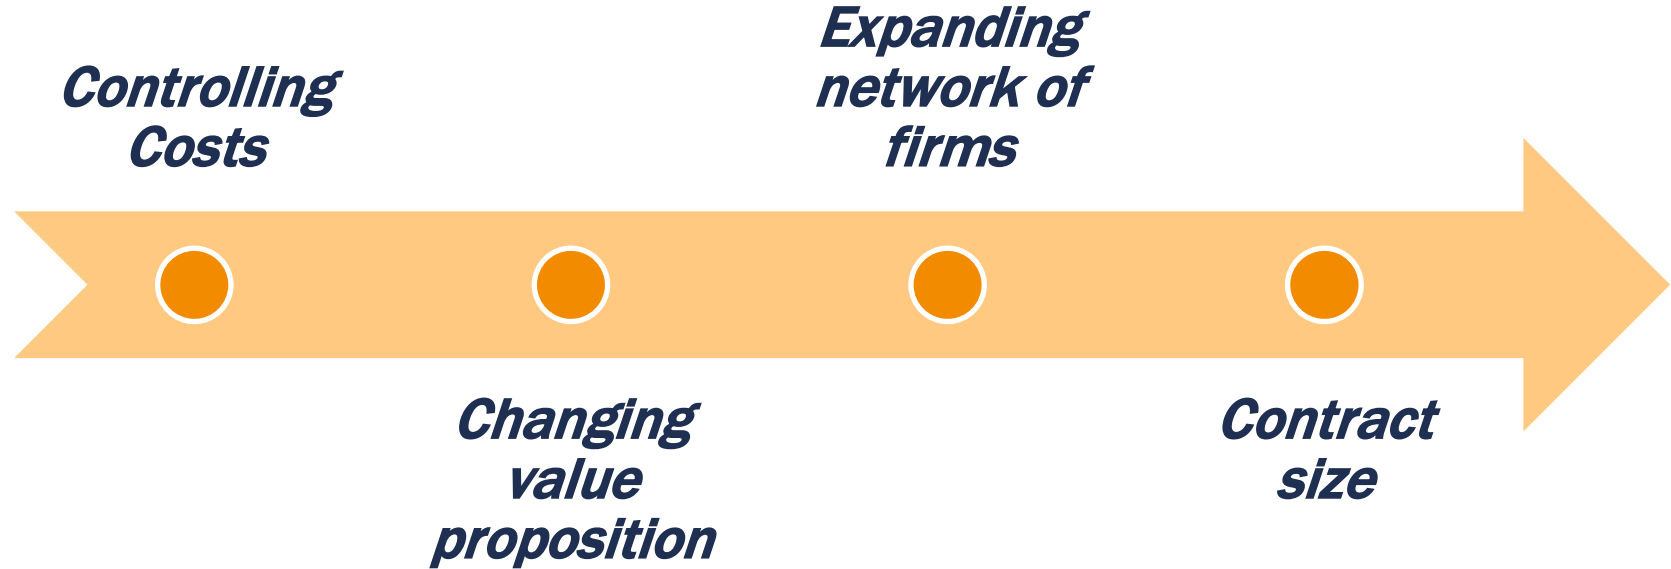 Controlling
Costs
Changing
value
proposition
Expanding
network of
firms
Contract
size